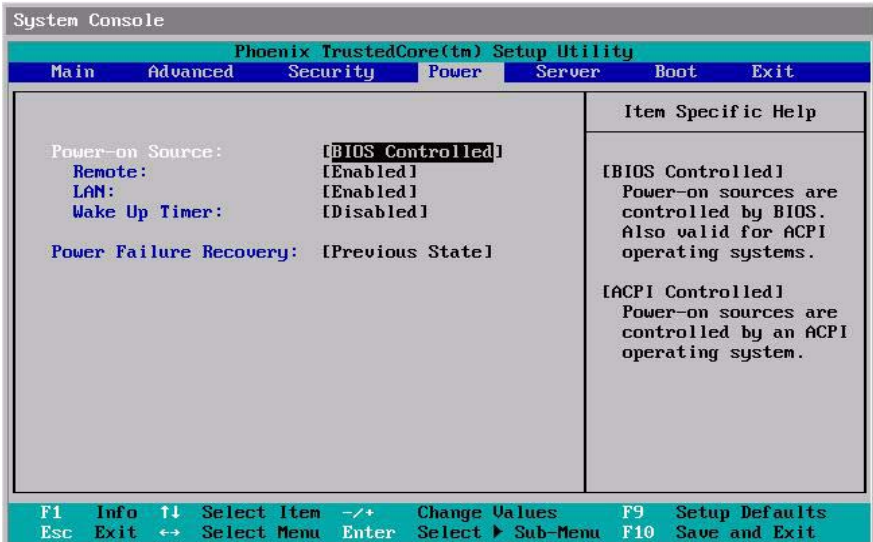 System Console
Phoenix TrustedCore(tm) Setup Utility
Main Advanced Security Power Server Boot Exit
Item Specific Help
Power-on Source: [BIOS Controlled]
Remote: [Enabled]
LAN: [Enabled]
Wake Up Timer: [Disabled]
Power Failure Recovery: [Previous State]
[BIOS Controlled]
Power-on sources are
controlled by BIOS.
Also valid for ACPI
operating systems.
[ACPI Controlled]
Power-on sources are
controlled by an ACPI
operating system.
F1 Info ↑↓ Select Item -/+ Change Values F9 Setup Defaults
Esc Exit ↔ Select Menu Enter Select ▶ Sub-Menu F10 Save and Exit